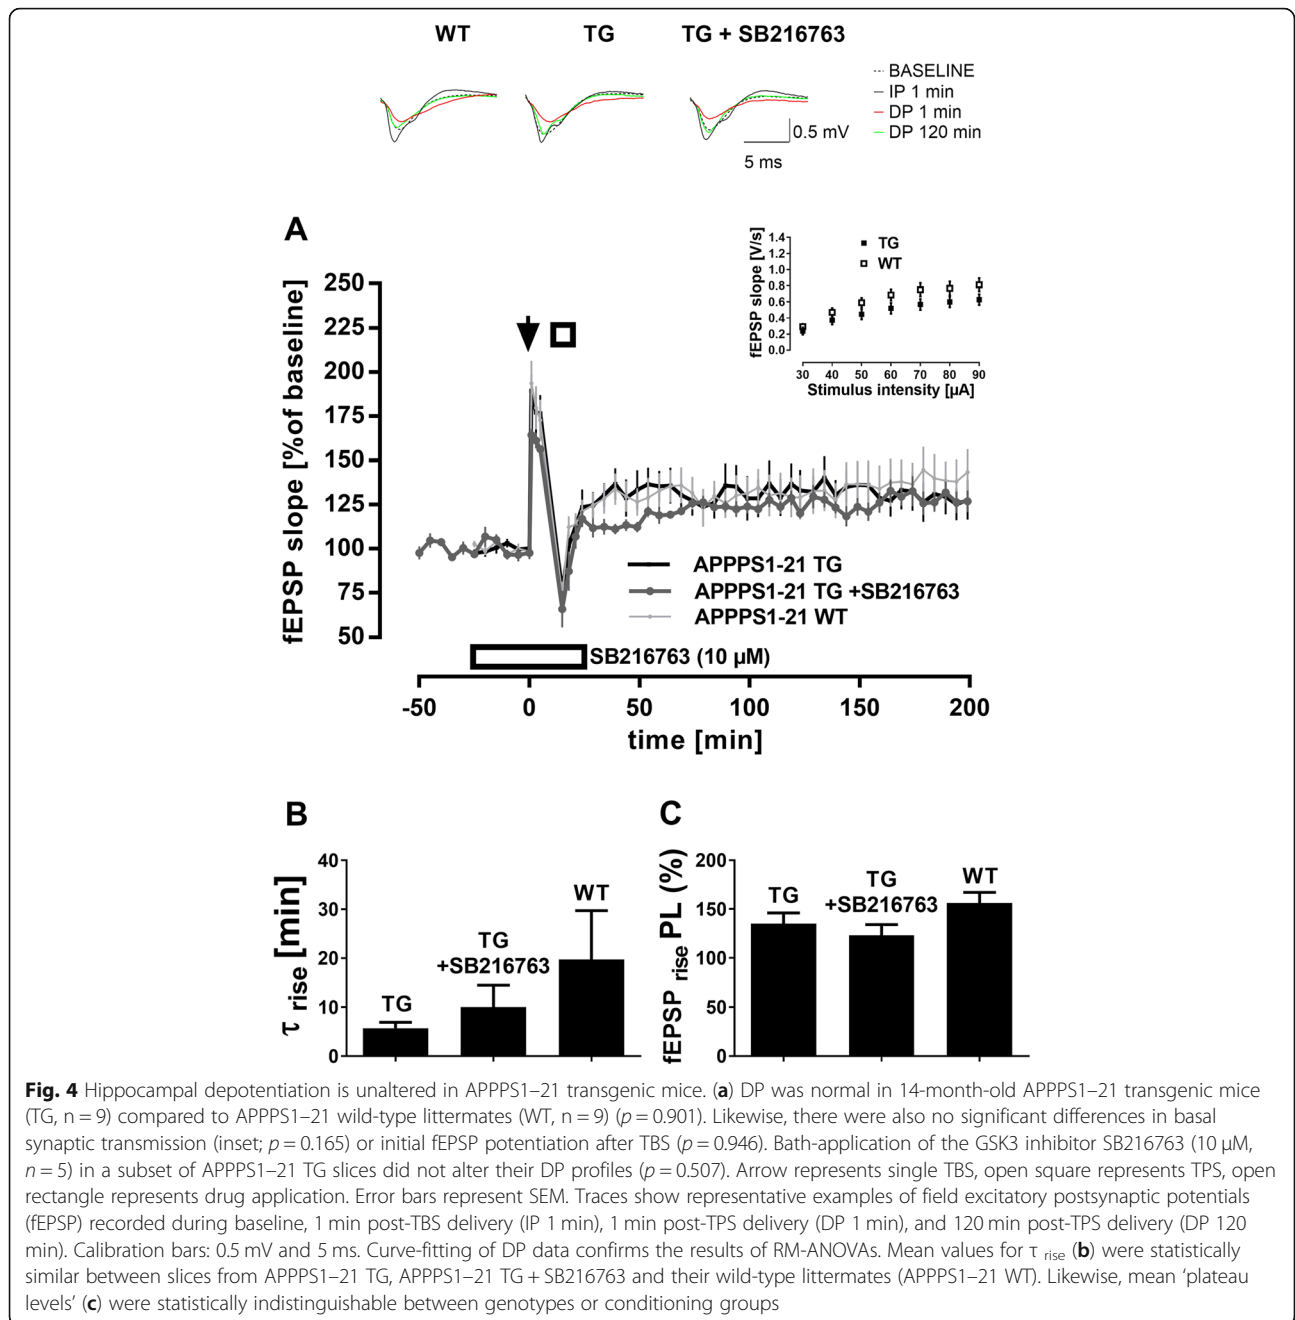 WT TG TG + SB216763
BASELINE
IP 1 min
DP 1 min
DP 120 min
0.5 mV
5 ms
A
fEPSP slope [%of baseline]
250
225
200
175
150
125
100
75
50
fEPSP slope [V/s]
1.4
1.2
1.0
0.8
0.6
0.4
0.2
0.0
TG
WT
30 40 50 60 70 80 90
Stimulus intensity [µA]
APPPS1-21 TG
APPPS1-21 TG +SB216763
APPPS1-21 WT
SB216763 (10 µM)
-50 0 50 100 150 200
time [min]
B
τ rise [min]
40
30
20
10
0
TG
TG
+SB216763
WT
C
fEPSP rise PL (%)
200
150
100
50
0
TG
TG
+SB216763
WT
Fig. 4 Hippocampal depotentiation is unaltered in APPPS1–21 transgenic mice. (a) DP was normal in 14-month-old APPPS1–21 transgenic mice
(TG, n = 9) compared to APPPS1–21 wild-type littermates (WT, n = 9) (p = 0.901). Likewise, there were also no significant differences in basal
synaptic transmission (inset; p = 0.165) or initial fEPSP potentiation after TBS (p = 0.946). Bath-application of the GSK3 inhibitor SB216763 (10 µM,
n = 5) in a subset of APPPS1–21 TG slices did not alter their DP profiles (p = 0.507). Arrow represents single TBS, open square represents TPS, open
rectangle represents drug application. Error bars represent SEM. Traces show representative examples of field excitatory postsynaptic potentials
(fEPSP) recorded during baseline, 1 min post-TBS delivery (IP 1 min), 1 min post-TPS delivery (DP 1 min), and 120 min post-TPS delivery (DP 120
min). Calibration bars: 0.5 mV and 5 ms. Curve-fitting of DP data confirms the results of RM-ANOVAs. Mean values for τ rise (b) were statistically
similar between slices from APPPS1–21 TG, APPPS1–21 TG + SB216763 and their wild-type littermates (APPPS1–21 WT). Likewise, mean ‘plateau
levels’ (c) were statistically indistinguishable between genotypes or conditioning groups